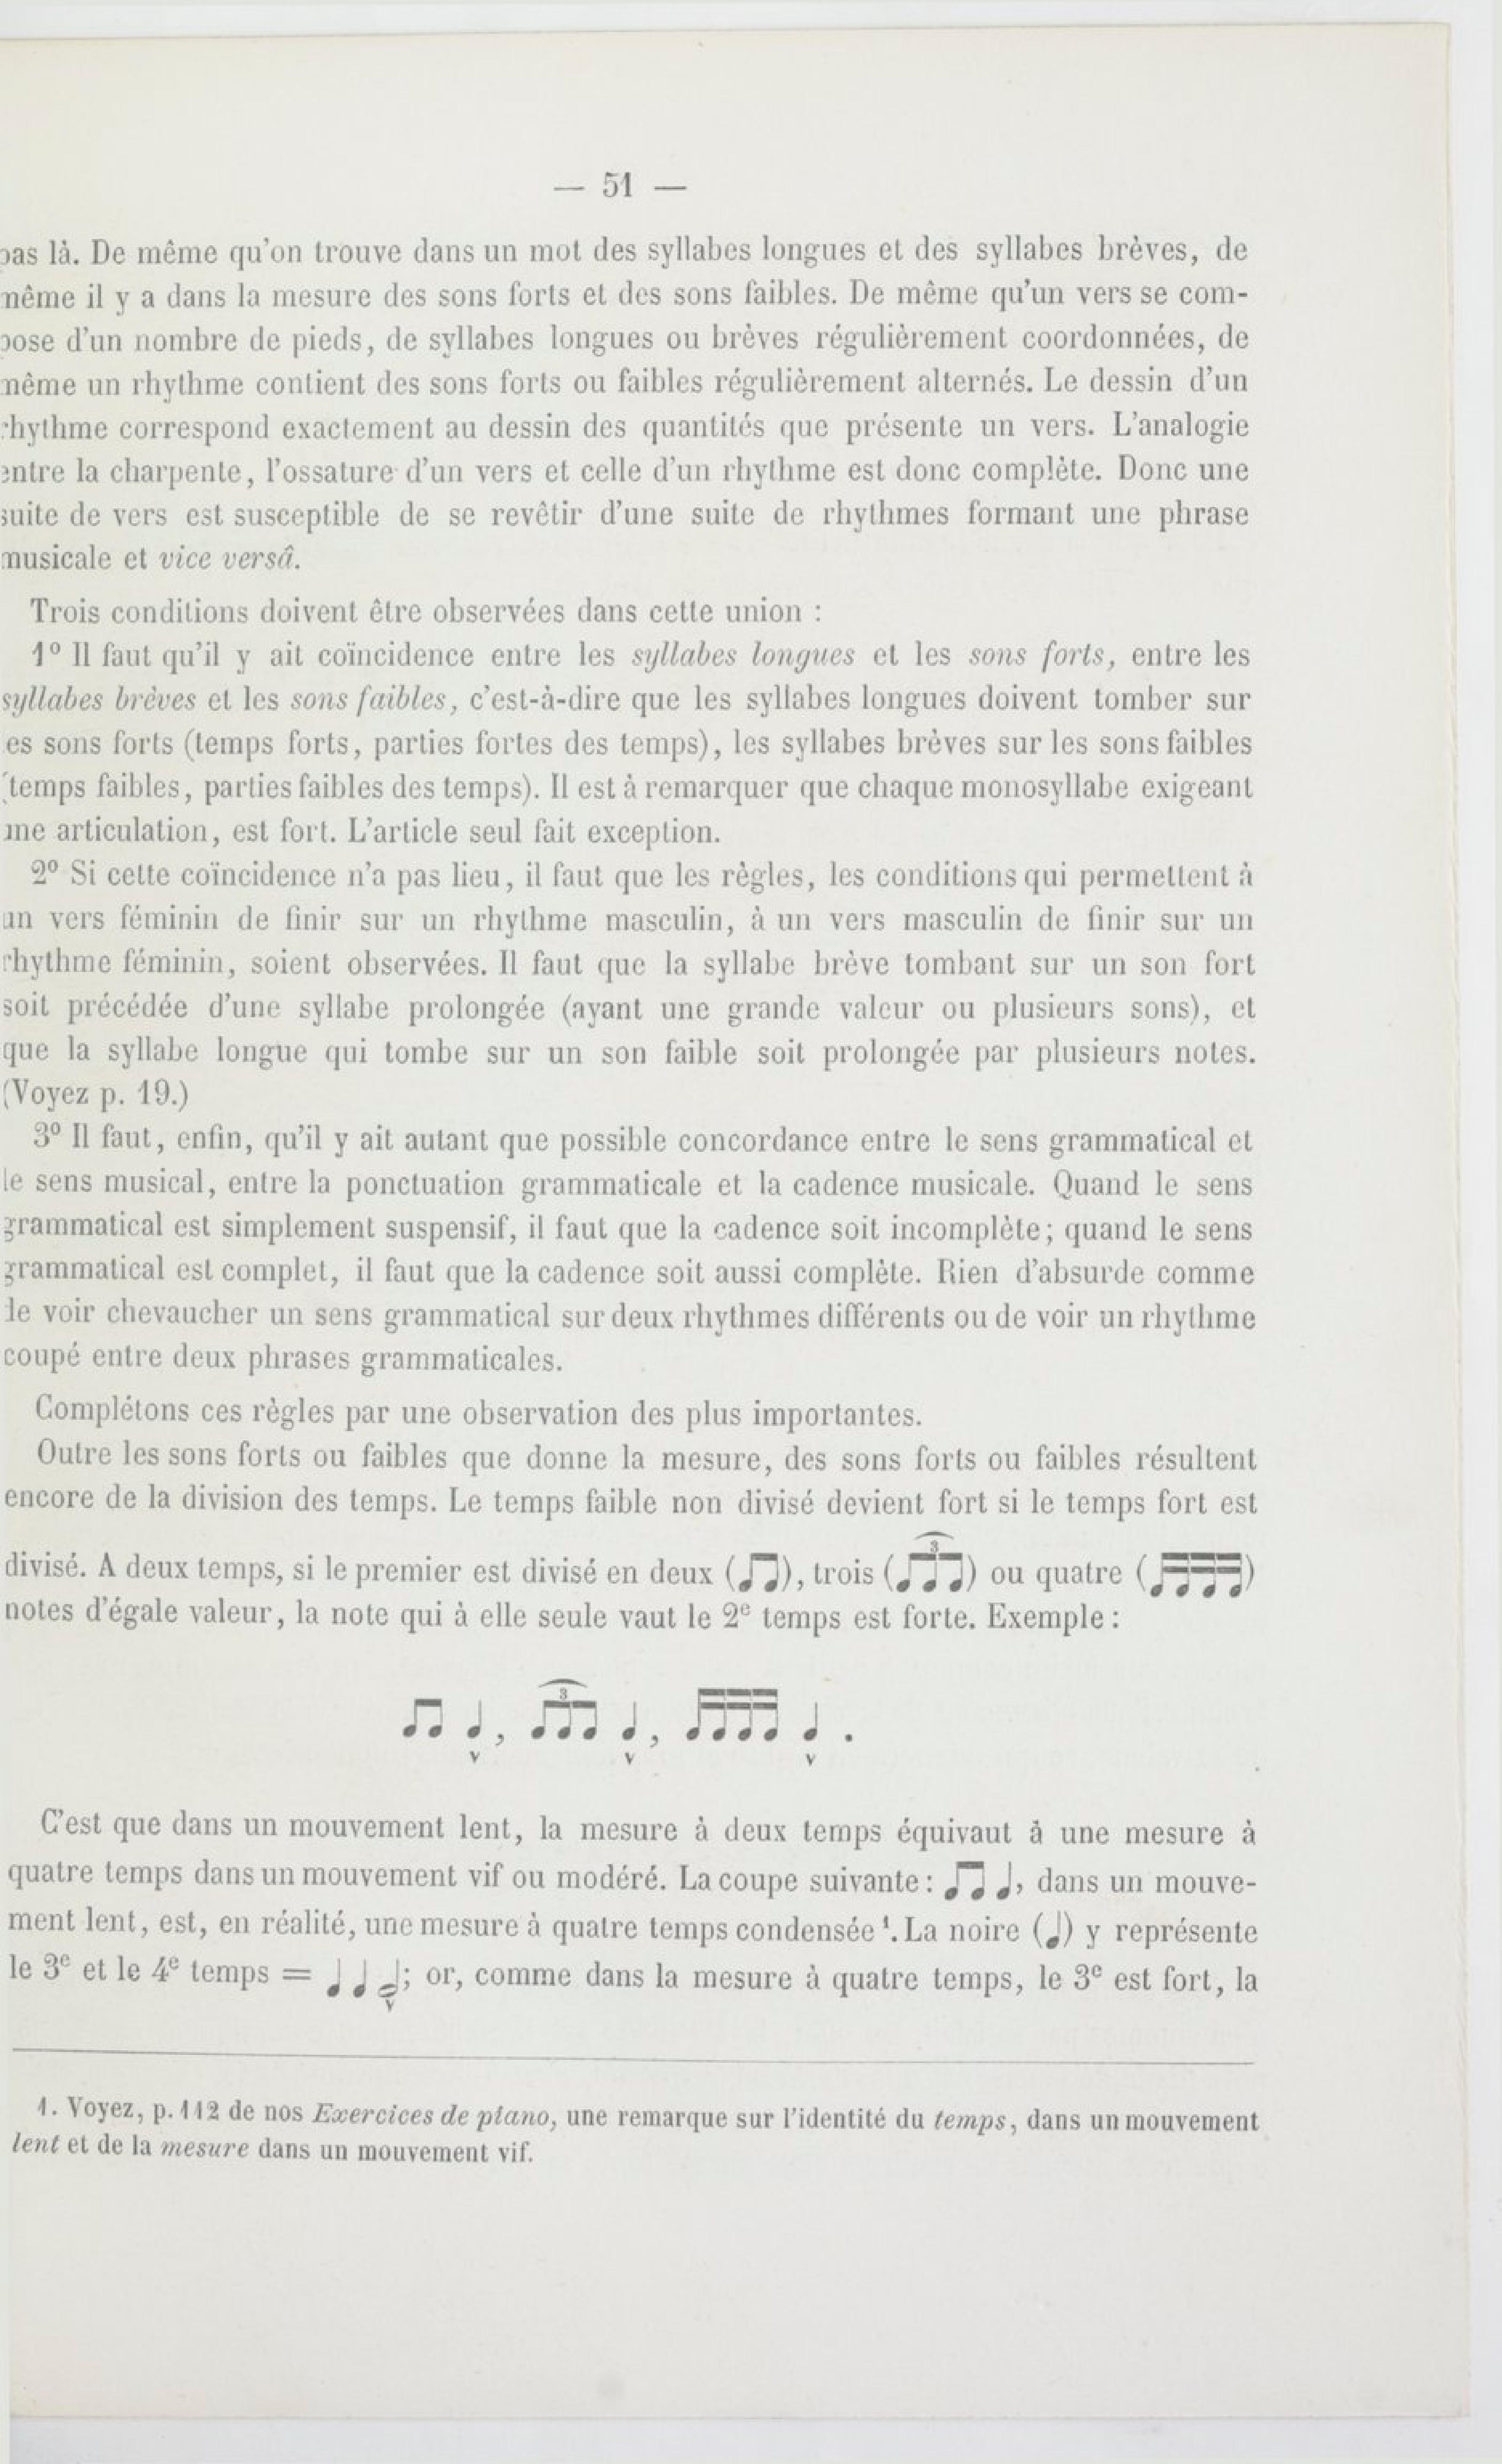 — 51 —
pas là. De même qu'on trouve dans un mot des syllabes longues et des syllabes brèves, de
même il y a dans la mesure des sons forts et des sons faibles. De même qu'un vers se com-
pose d'un nombre de pieds, de syllabes longues ou brèves régulièrement coordonnées, de
même un rhythme contient des sons forts ou faibles régulièrement alternés. Le dessin d'un
rhythme correspond exactement au dessin des quantités que présente un vers. L'analogie
entre la charpente, l'ossature d'un vers et celle d'un rhythme est donc complète. Donc une
suite de vers est susceptible de se revêtir d'une suite de rhythmes formant une phrase
musicale et vice versâ.
Trois conditions doivent être observées dans cette union :
1° Il faut qu'il y ait coïncidence entre les syllabes longues et les sons forts, entre les
syllabes brèves et les sons faibles, c'est-à-dire que les syllabes longues doivent tomber sur
es sons forts (temps forts, parties fortes des temps), les syllabes brèves sur les sons faibles
(temps faibles, parties faibles des temps). Il est à remarquer que chaque monosyllabe exigeant
une articulation, est fort. L'article seul fait exception.
2° Si cette coïncidence n'a pas lieu, il faut que les règles, les conditions qui permettent à
un vers féminin de finir sur un rhythme masculin, à un vers masculin de finir sur un
rhythme féminin, soient observées. Il faut que la syllabe brève tombant sur un son fort
soit précédée d'une syllabe prolongée (ayant une grande valeur ou plusieurs sons), et
que la syllabe longue qui tombe sur un son faible soit prolongée par plusieurs notes.
(Voyez p. 19.)
3° Il faut, enfin, qu'il y ait autant que possible concordance entre le sens grammatical et
le sens musical, entre la ponctuation grammaticale et la cadence musicale. Quand le sens
grammatical est simplement suspensif, il faut que la cadence soit incomplète; quand le sens
grammatical est complet, il faut que la cadence soit aussi complète. Rien d'absurde comme
de voir chevaucher un sens grammatical sur deux rhythmes différents ou de voir un rhythme
coupé entre deux phrases grammaticales.
Complétons ces règles par une observation des plus importantes.
Outre les sons forts ou faibles que donne la mesure, des sons forts ou faibles résultent
encore de la division des temps. Le temps faible non divisé devient fort si le temps fort est
divisé. A deux temps, si le premier est divisé en deux (♫), trois (3) ou quatre (♬)
notes d'égale valeur, la note qui à elle seule vaut le 2e temps est forte. Exemple :
♫ ♩, 3 ♩, ♬ ♩ .
v v v
C'est que dans un mouvement lent, la mesure à deux temps équivaut à une mesure à
quatre temps dans un mouvement vif ou modéré. La coupe suivante : ♫ ♩, dans un mouve-
ment lent, est, en réalité, une mesure à quatre temps condensée 1. La noire (♩) y représente
le 3e et le 4e temps = ♩ ♩ 𝅗𝅥; or, comme dans la mesure à quatre temps, le 3e est fort, la
v
1. Voyez, p. 112 de nos Exercices de piano, une remarque sur l'identité du temps, dans un mouvement
lent et de la mesure dans un mouvement vif.